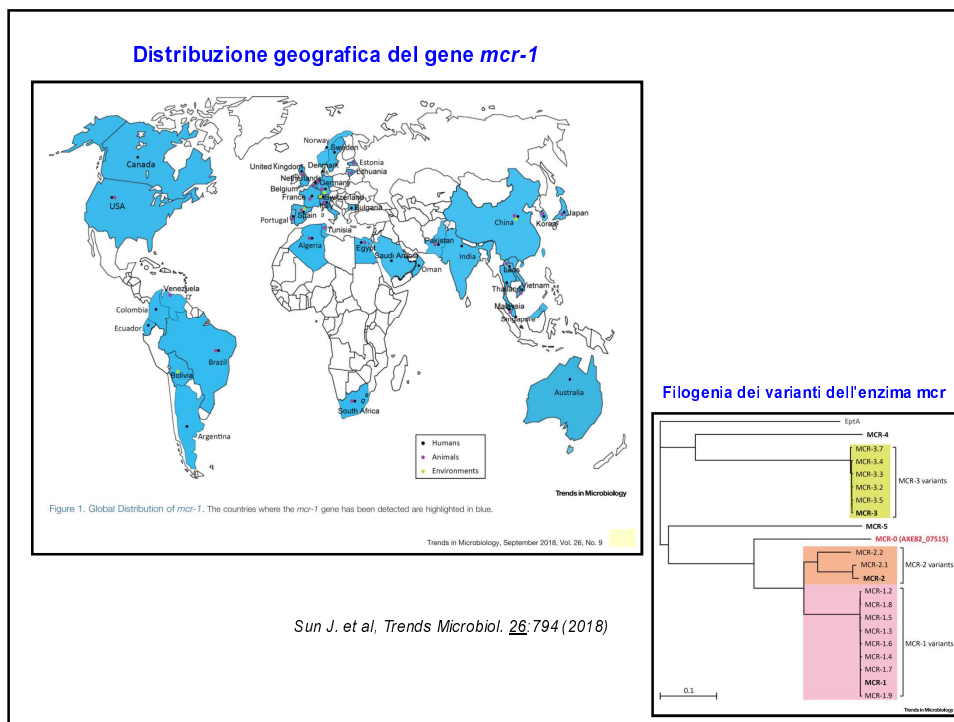 Distribuzione geografica del gene mcr-1
Norway
Sweden
Canada
United Kingdom
Denmark
Estonia
Lithuania
Netherlands
Germany
Belgium
France
Switzerland
Italy
Bulgaria
USA
Portugal
Spain
Tunisia
China
Korea
Japan
Algeria
Egypt
Saudi Arabia
Pakistan
India
Oman
Laos
Venezuela
Thailand
Vietnam
Colombia
Malaysia
Ecuador
Singapore
Brazil
Bolivia
Australia
South Africa
Argentina
Humans
Animals
Environments
Trends in Microbiology
Figure 1. Global Distribution of mcr-1. The countries where the mcr-1 gene has been detected are highlighted in blue.
Trends in Microbiology, September 2018, Vol. 26, No. 9
Sun J. et al, Trends Microbiol. 26:794 (2018)
Filogenia dei varianti dell'enzima mcr
EptA
MCR-4
MCR-3.7
MCR-3.4
MCR-3.3
MCR-3.2
MCR-3.5
MCR-3
MCR-3 variants
MCR-5
MCR-0 (AXE82_07515)
MCR-2.2
MCR-2.1
MCR-2
MCR-2 variants
MCR-1.2
MCR-1.8
MCR-1.5
MCR-1.3
MCR-1.6
MCR-1.4
MCR-1.7
MCR-1
MCR-1.9
MCR-1 variants
0.1
Trends in Microbiology